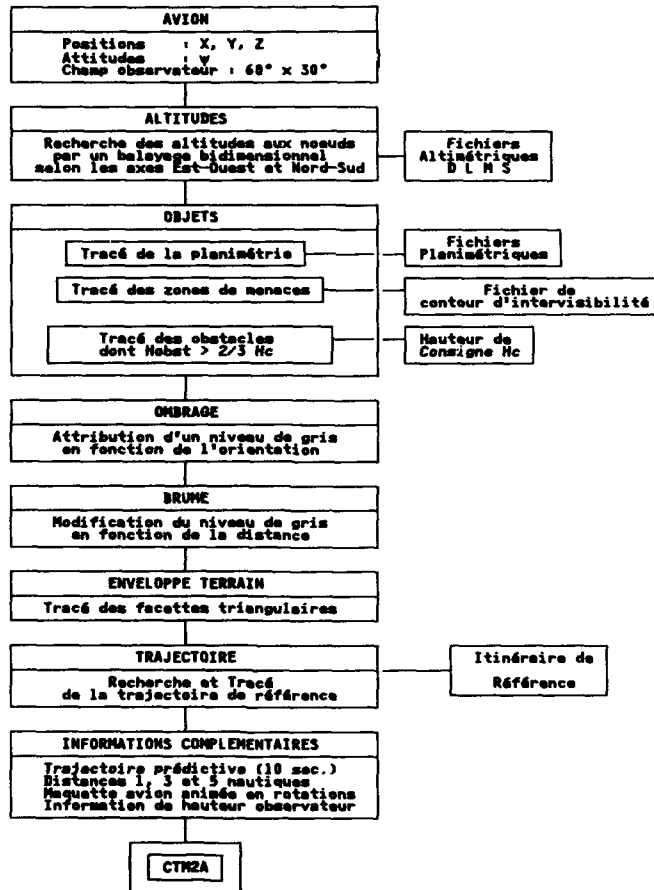 AVION
Positions : X, Y, Z
Attitudes : ψ
Champ observateur : 60° x 30°
ALTITUDES
Recherche des altitudes aux noeuds
par un balayage bidimensionnel
selon les axes Est-Ouest et Nord-Sud
Fichiers
Altimétriques
D L M S
OBJETS
Tracé de la planimétrie
Fichiers
Planimétriques
Tracé des zones de menaces
Fichier de
contour d'intervisibilité
Tracé des obstacles
dont Hobst > 2/3 Hc
Hauteur de
Consigne Hc
OMBRAGE
Attribution d'un niveau de gris
en fonction de l'orientation
BRUME
Modification du niveau de gris
en fonction de la distance
ENVELOPPE TERRAIN
Tracé des facettes triangulaires
TRAJECTOIRE
Recherche et Tracé
de la trajectoire de référence
Itinéraire de
Référence
INFORMATIONS COMPLEMENTAIRES
Trajectoire prédictive (10 sec.)
Distances 1, 3 et 5 nautiques
Maquette avion animée en rotations
Information de hauteur observateur
CTM2A